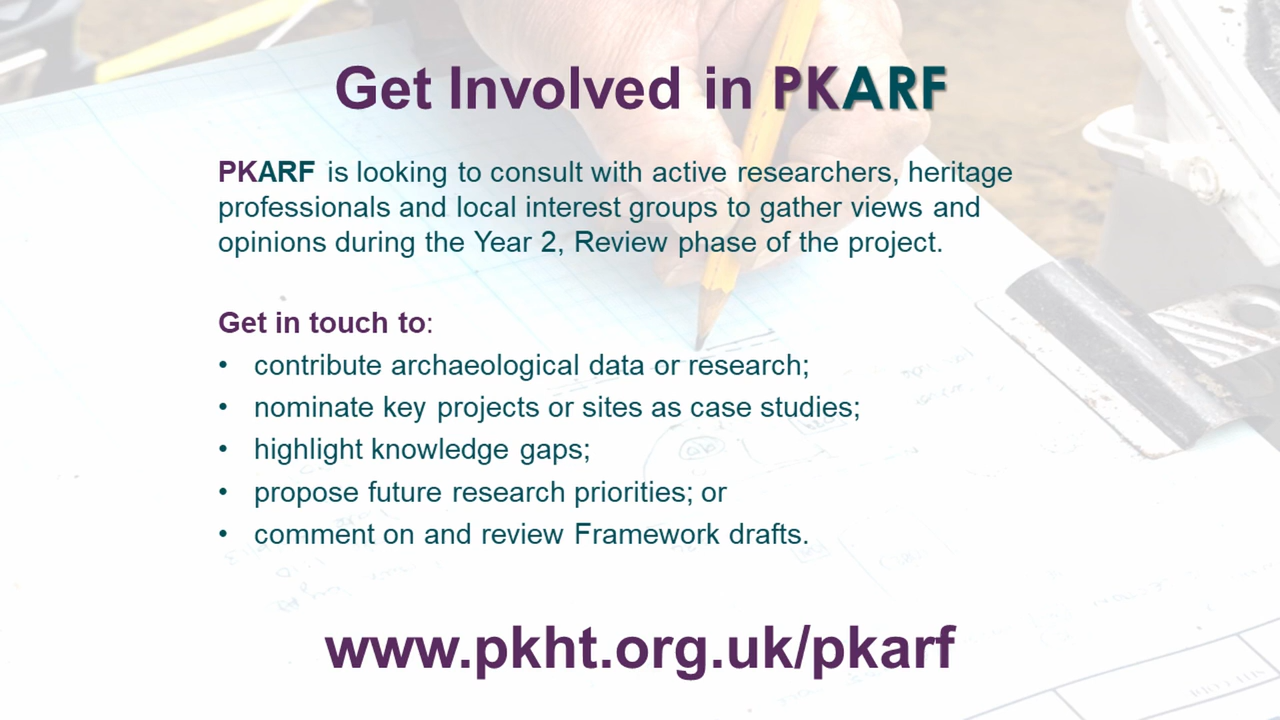 Get Involved in PKARF
PKARF is looking to consult with active researchers, heritage
professionals and local interest groups to gather views and
opinions during the Year 2, Review phase of the project.
Get in touch to:
• contribute archaeological data or research;
• nominate key projects or sites as case studies;
• highlight knowledge gaps;
• propose future research priorities; or
• comment on and review Framework drafts.
www.pkht.org.uk/pkarf